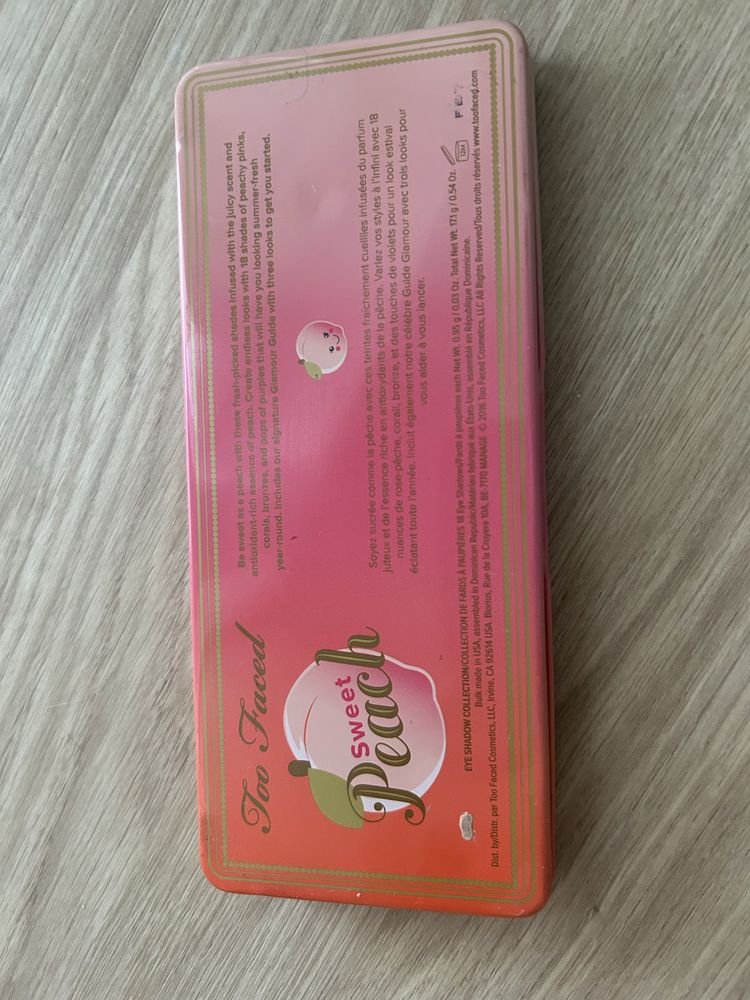 Too Faced
Sweet
Peach
Be sweet as a peach with these fresh-picked shades infused with the juicy scent and
antioxident-rich essence of peach. Create endless looks with 18 shades of peachy pinks,
corals, bronzes, and pops of purples that will have you looking summer-fresh
year-round. Includes our signature Glamour Guide with three looks to get you started.
Soyez sucrée comme la pêche avec ces teintes fraîchement cueillies infusées du parfum
juteux et de l'essence riche en antioxydants de la pêche. Variez vos styles à l'infini avec 18
nuances de rose-pêche, corail, bronze, et des touches de violets pour un look estival
éclatant toute l'année. Inclut également notre célèbre Guide Glamour avec trois looks pour
vous aider à vous lancer.
EYE SHADOW COLLECTION/COLLECTION DE FARDS À PAUPIÈRES 18 Eye Shadows/Fards à paupières each Net Wt. 0.95 g / 0.03 Oz. Total Net Wt. 17.1 g / 0.54 Oz.
Bulk made in USA, assembled in Dominican Republic/Matériau fabriqué aux États-Unis, assemblé en République Dominicaine.
Dist. by/Distr. par Too Faced Cosmetics, LLC, Irvine, CA 92614 USA. Biorius, Rue de la Croyere 10A, BE-7170 MANAGE © 2016 Too Faced Cosmetics, LLC All Rights Reserved/Tous droits réservés www.toofaced.com
12M